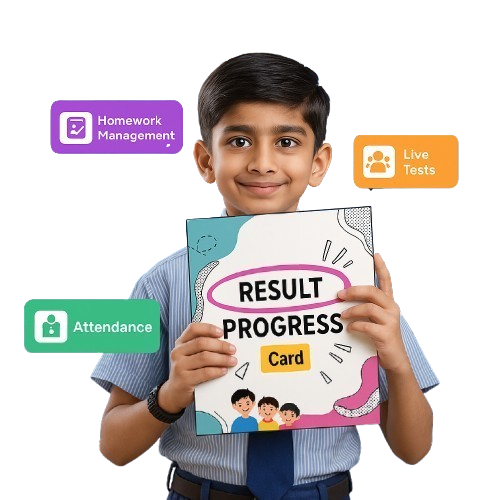 Homework
Management
Live
Tests
RESULT
PROGRESS
Card
Attendance